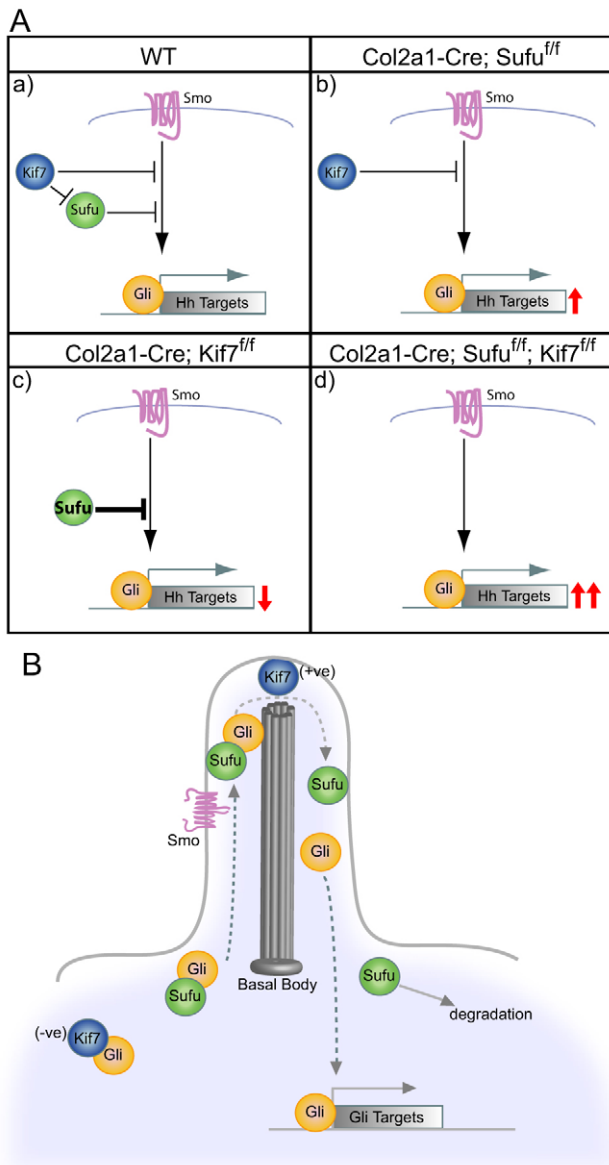 A
WT
Col2a1-Cre; Sufu^f/f
a)
Smo
Kif7
Sufu
Gli
Hh Targets
b)
Smo
Kif7
Gli
Hh Targets
Col2a1-Cre; Kif7^f/f
Col2a1-Cre; Sufu^f/f; Kif7^f/f
c)
Smo
Sufu
Gli
Hh Targets
d)
Smo
Gli
Hh Targets
B
Kif7 (+ve)
Gli
Sufu
Sufu
Smo
Gli
Gli
Sufu
Basal Body
Sufu
degradation
(-ve) Kif7
Gli
Gli
Gli Targets